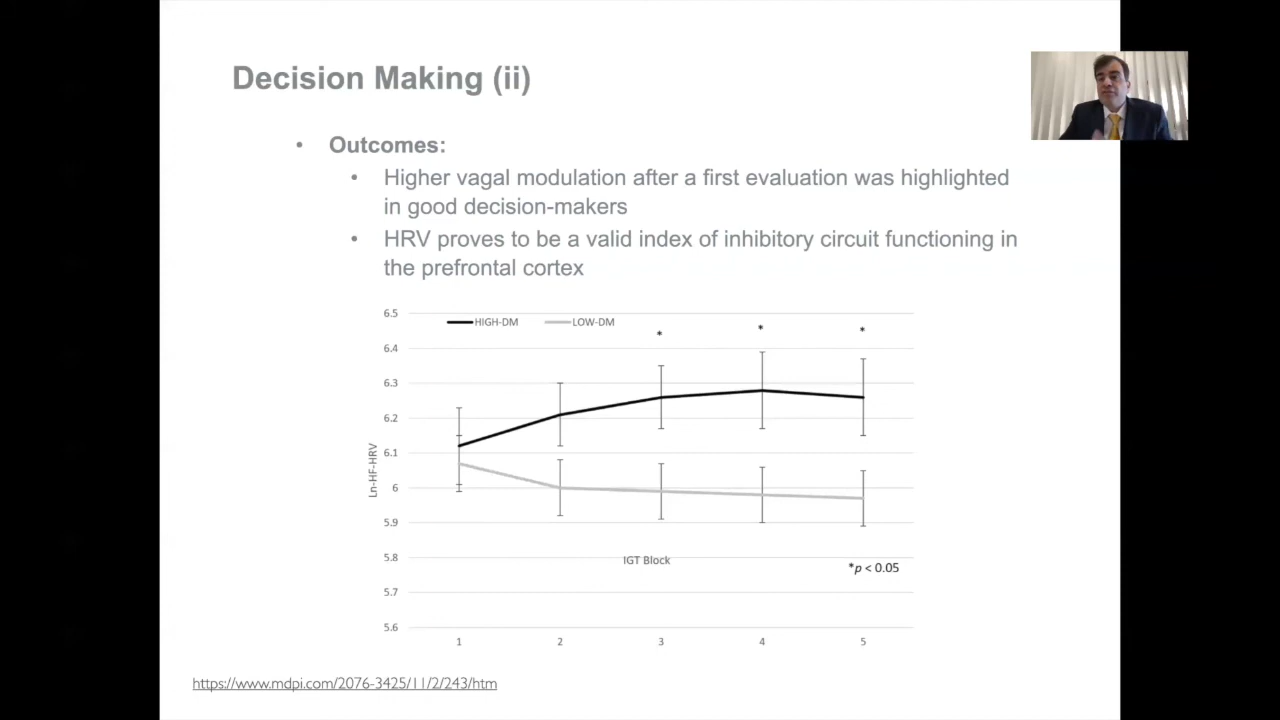 Decision Making (ii)
• Outcomes:
• Higher vagal modulation after a first evaluation was highlighted
in good decision-makers
• HRV proves to be a valid index of inhibitory circuit functioning in
the prefrontal cortex
6.5
HIGH-DM LOW-DM
* * *
6.4
6.3
6.2
6.1
Ln-HF-HRV
6
5.9
5.8
IGT Block
*p < 0.05
5.7
5.6
1 2 3 4 5
https://www.mdpi.com/2076-3425/11/2/243/htm